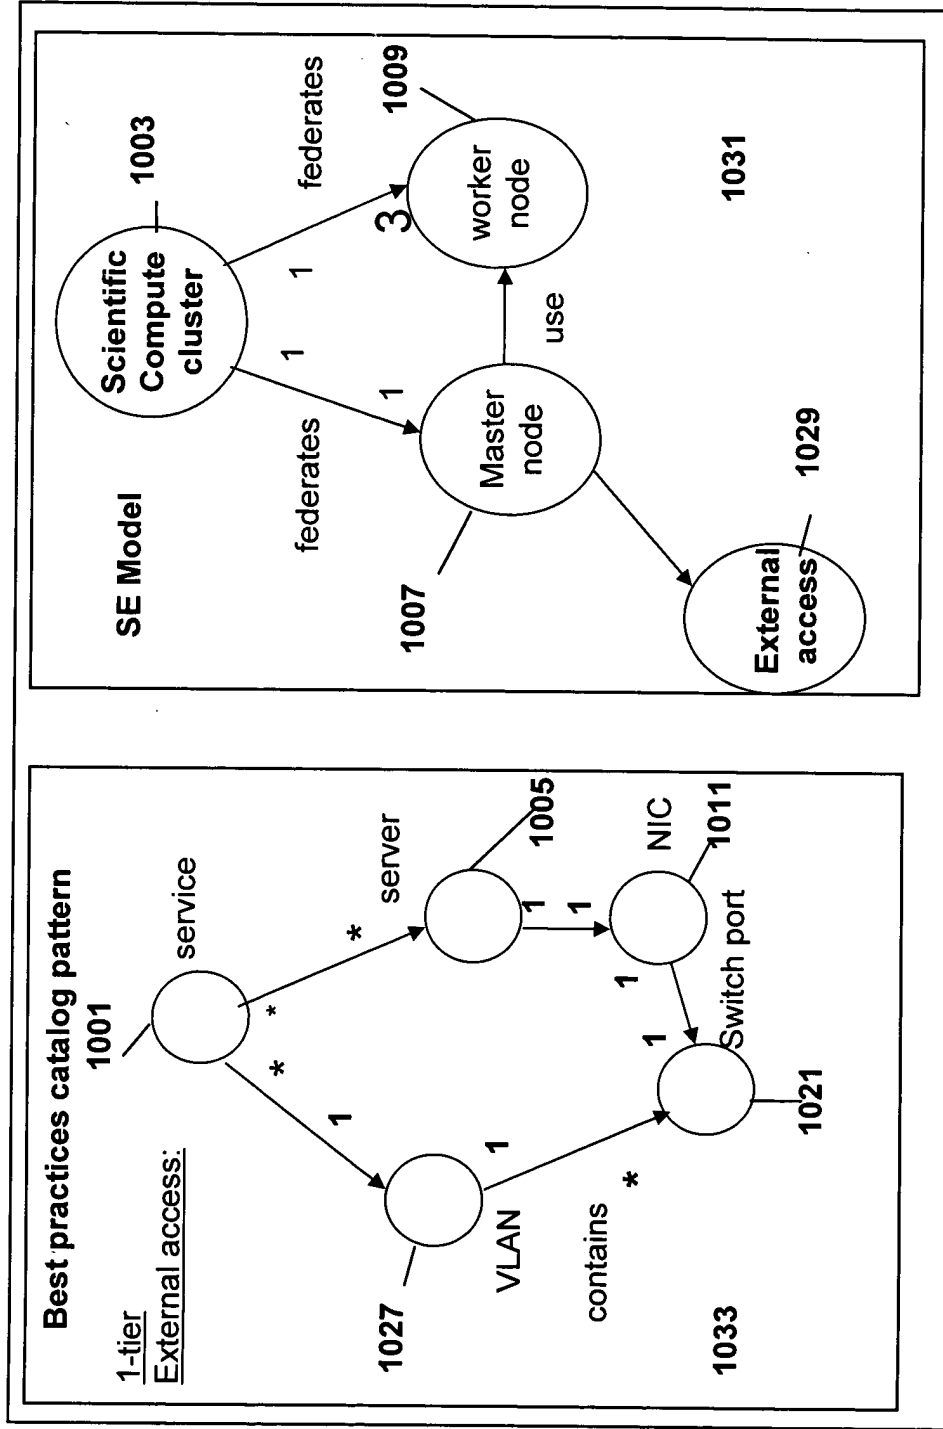 Best practices catalog pattern
1-tier
External access:
1001
service
*
*
*
1
server
1005
1
1
NIC
1011
1
1
Switch port
1021
VLAN
1027
1
*
contains
1033
SE Model
Scientific
Compute
cluster
1003
federates
1
1
federates
1
3
Master
node
1007
use
worker
node
1009
External
access
1029
1031